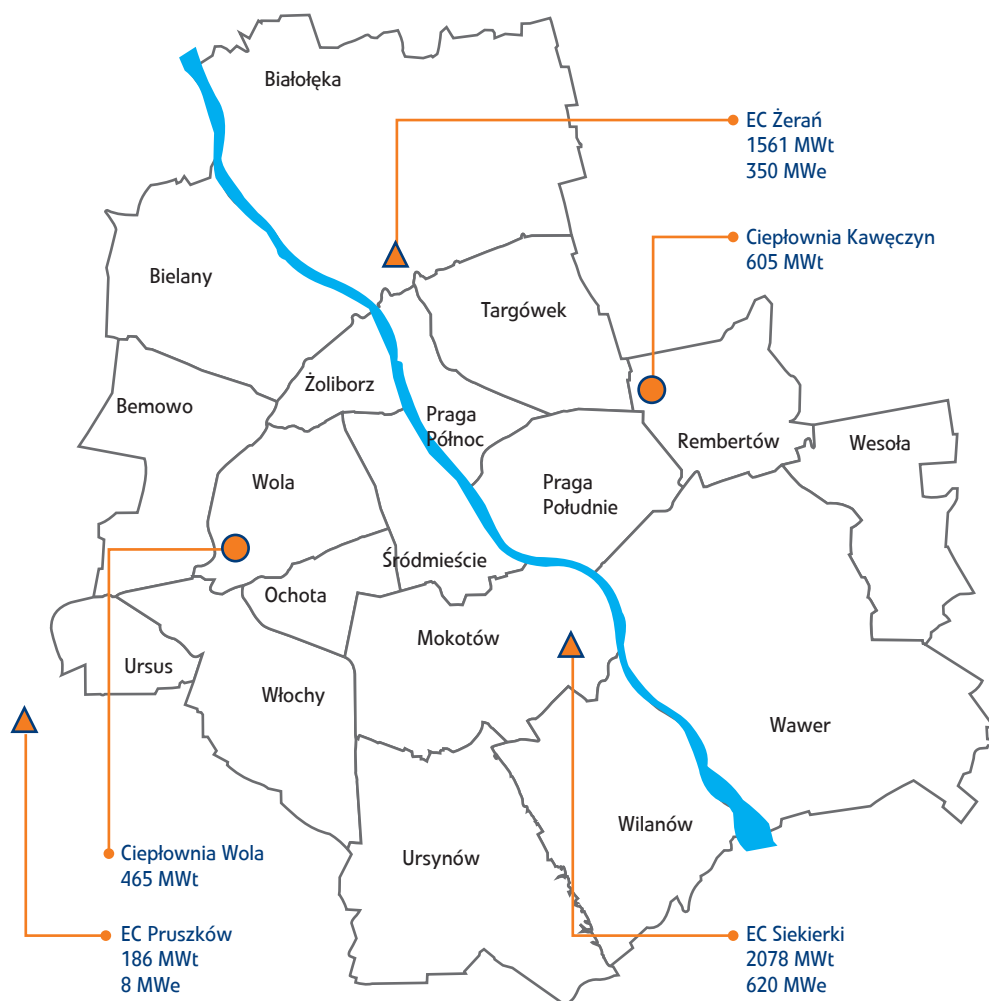 Białołęka
EC Żerań
1561 MWt
350 MWe
Ciepłownia Kawęczyn
605 MWt
Bielany
Targówek
Żoliborz
Bemowo
Praga
Północ
Rembertów
Wesoła
Wola
Praga
Południe
Śródmieście
Ochota
Mokotów
Ursus
Włochy
Wawer
Wilanów
Ursynów
Ciepłownia Wola
465 MWt
EC Pruszków
186 MWt
8 MWe
EC Siekierki
2078 MWt
620 MWe